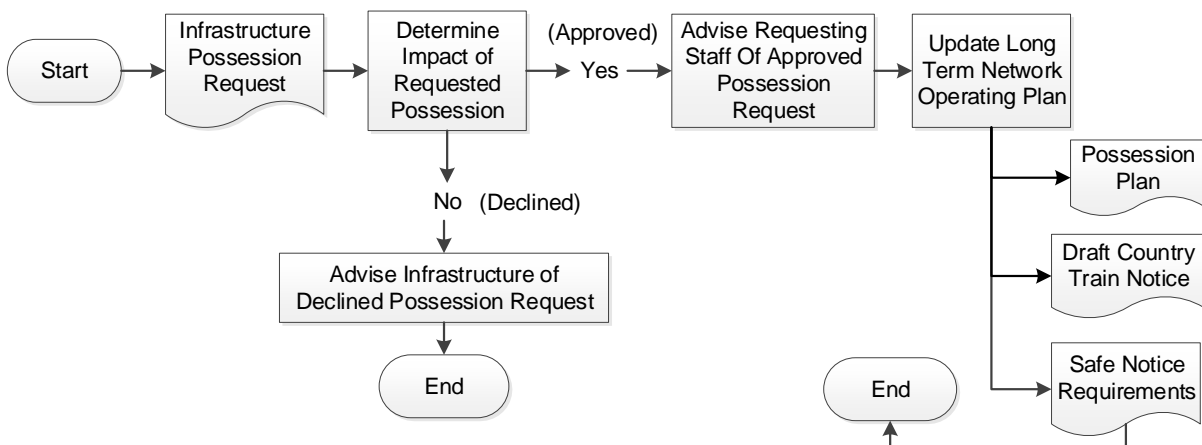 Start
Infrastructure
Possession
Request
Determine
Impact of
Requested
Possession
(Approved)
Yes
Advise Requesting
Staff Of Approved
Possession
Request
Update Long
Term Network
Operating Plan
Possession
Plan
No (Declined)
Draft Country
Train Notice
Advise Infrastructure of
Declined Possession Request
Safe Notice
Requirements
End
End